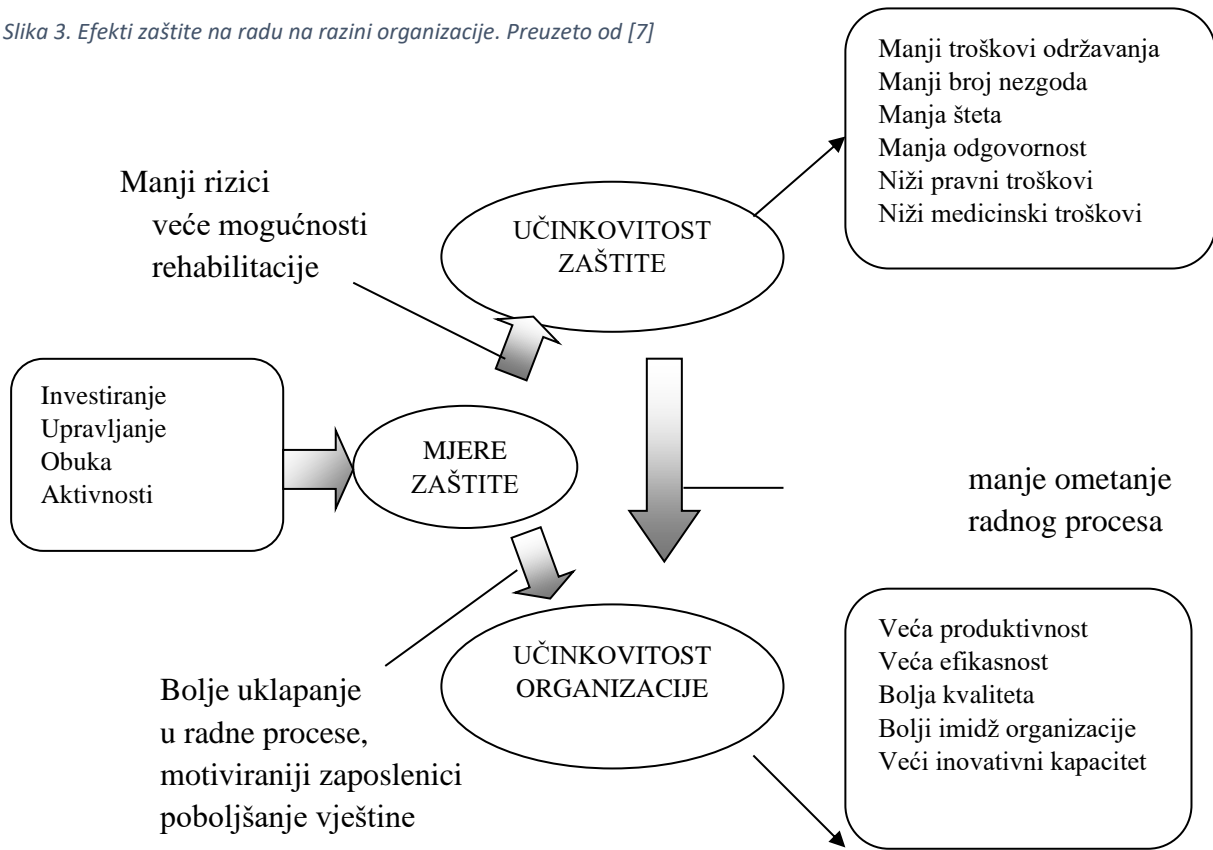 Slika 3. Efekti zaštite na radu na razini organizacije. Preuzeto od [7]
Manji troškovi održavanja
Manji broj nezgoda
Manja šteta
Manja odgovornost
Niži pravni troškovi
Niži medicinski troškovi
Manji rizici
veće mogućnosti
rehabilitacije
UČINKOVITOST
ZAŠTITE
Investiranje
Upravljanje
Obuka
Aktivnosti
MJERE
ZAŠTITE
manje ometanje
radnog procesa
UČINKOVITOST
ORGANIZACIJE
Veća produktivnost
Veća efikasnost
Bolja kvaliteta
Bolji imidž organizacije
Veći inovativni kapacitet
Bolje uklapanje
u radne procese,
motiviraniji zaposlenici
poboljšanje vještine